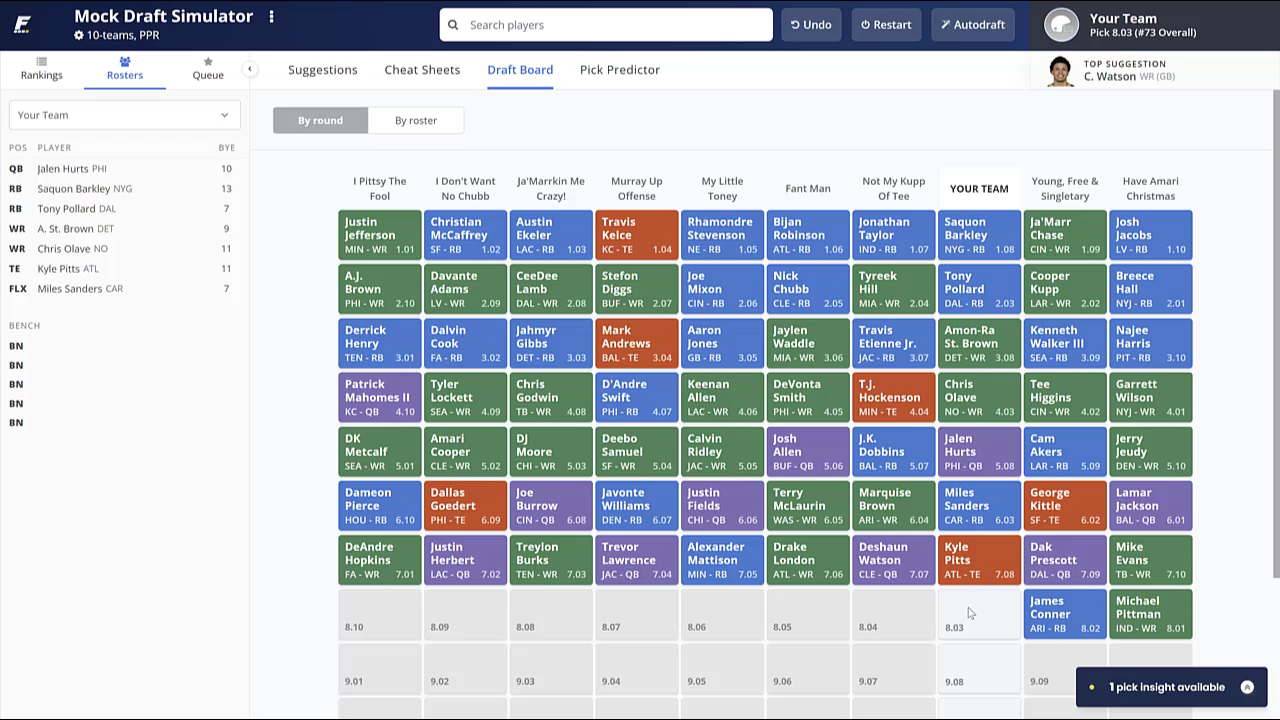 Mock Draft Simulator
10-teams, PPR
Search players
Undo
Restart
Autodraft
Your Team
Pick 8.03 (#73 Overall)
Rankings
Rosters
Queue
Suggestions
Cheat Sheets
Draft Board
Pick Predictor
TOP SUGGESTION
C. Watson WR (GB)
Your Team
By round
By roster
POS PLAYER BYE
QB Jalen Hurts PHI 10
RB Saquon Barkley NYG 13
RB Tony Pollard DAL 7
WR A. St. Brown DET 9
WR Chris Olave NO 11
TE Kyle Pitts ATL 11
FLX Miles Sanders CAR 7
BENCH
BN
BN
BN
BN
BN
I Pittsy The Fool
I Don't Want No Chubb
Ja'Marrkin Me Crazy!
Murray Up Offense
My Little Toney
Fant Man
Not My Kupp Of Tee
YOUR TEAM
Young, Free & Singletary
Have Amari Christmas
Justin Jefferson MIN - WR 1.01
Christian McCaffrey SF - RB 1.02
Austin Ekeler LAC - RB 1.03
Travis Kelce KC - TE 1.04
Rhamondre Stevenson NE - RB 1.05
Bijan Robinson ATL - RB 1.06
Jonathan Taylor IND - RB 1.07
Saquon Barkley NYG - RB 1.08
Ja'Marr Chase CIN - WR 1.09
Josh Jacobs LV - RB 1.10
A.J. Brown PHI - WR 2.10
Davante Adams LV - WR 2.09
CeeDee Lamb DAL - WR 2.08
Stefon Diggs BUF - WR 2.07
Joe Mixon CIN - RB 2.06
Nick Chubb CLE - RB 2.05
Tyreek Hill MIA - WR 2.04
Tony Pollard DAL - RB 2.03
Cooper Kupp LAR - WR 2.02
Breece Hall NYJ - RB 2.01
Derrick Henry TEN - RB 3.01
Dalvin Cook FA - RB 3.02
Jahmyr Gibbs DET - RB 3.03
Mark Andrews BAL - TE 3.04
Aaron Jones GB - RB 3.05
Jaylen Waddle MIA - WR 3.06
Travis Etienne Jr. JAC - RB 3.07
Amon-Ra St. Brown DET - WR 3.08
Kenneth Walker III SEA - RB 3.09
Najee Harris PIT - RB 3.10
Patrick Mahomes II KC - QB 4.10
Tyler Lockett SEA - WR 4.09
Chris Godwin TB - WR 4.08
D'Andre Swift PHI - RB 4.07
Keenan Allen LAC - WR 4.06
DeVonta Smith PHI - WR 4.05
T.J. Hockenson MIN - TE 4.04
Chris Olave NO - WR 4.03
Tee Higgins CIN - WR 4.02
Garrett Wilson NYJ - WR 4.01
DK Metcalf SEA - WR 5.01
Amari Cooper CLE - WR 5.02
DJ Moore CHI - WR 5.03
Deebo Samuel SF - WR 5.04
Calvin Ridley JAC - WR 5.05
Josh Allen BUF - QB 5.06
J.K. Dobbins BAL - RB 5.07
Jalen Hurts PHI - QB 5.08
Cam Akers LAR - RB 5.09
Jerry Jeudy DEN - WR 5.10
Dameon Pierce HOU - RB 6.10
Dallas Goedert PHI - TE 6.09
Joe Burrow CIN - QB 6.08
Javonte Williams DEN - RB 6.07
Justin Fields CHI - QB 6.06
Terry McLaurin WAS - WR 6.05
Marquise Brown ARI - WR 6.04
Miles Sanders CAR - RB 6.03
George Kittle SF - TE 6.02
Lamar Jackson BAL - QB 6.01
DeAndre Hopkins FA - WR 7.01
Justin Herbert LAC - QB 7.02
Treylon Burks TEN - WR 7.03
Trevor Lawrence JAC - QB 7.04
Alexander Mattison MIN - RB 7.05
Drake London ATL - WR 7.06
Deshaun Watson CLE - QB 7.07
Kyle Pitts ATL - TE 7.08
Dak Prescott DAL - QB 7.09
Mike Evans TB - WR 7.10
8.10
8.09
8.08
8.07
8.06
8.05
8.04
8.03
James Conner ARI - RB 8.02
Michael Pittman IND - WR 8.01
9.01
9.02
9.03
9.04
9.05
9.06
9.07
9.08
9.09
1 pick insight available